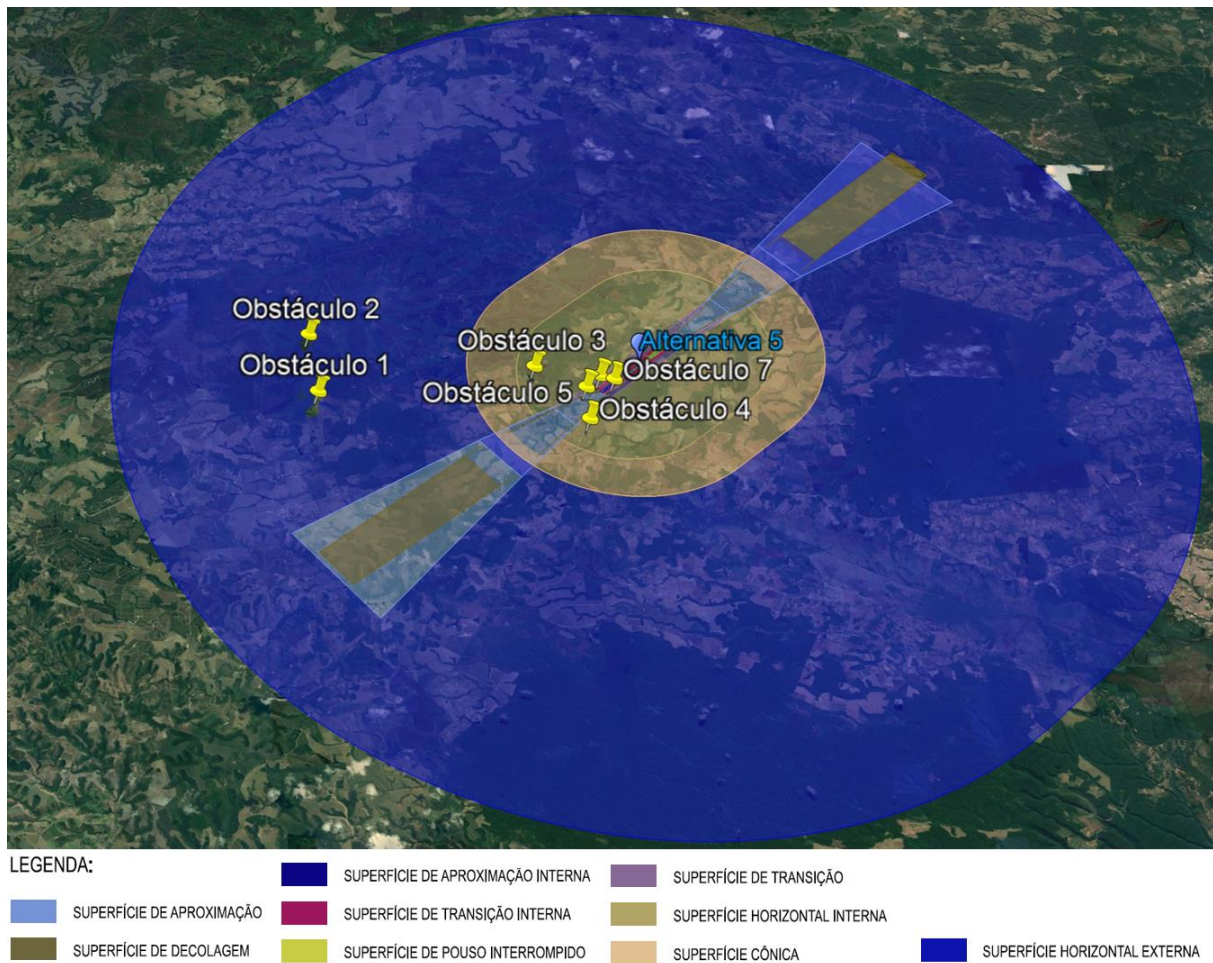 Obstáculo 2
Obstáculo 1
Obstáculo 3
Alternativa 5
Obstáculo 7
Obstáculo 5
Obstáculo 4
LEGENDA:
SUPERFÍCIE DE APROXIMAÇÃO
SUPERFÍCIE DE DECOLAGEM
SUPERFÍCIE DE APROXIMAÇÃO INTERNA
SUPERFÍCIE DE TRANSIÇÃO INTERNA
SUPERFÍCIE DE POUSO INTERROMPIDO
SUPERFÍCIE DE TRANSIÇÃO
SUPERFÍCIE HORIZONTAL INTERNA
SUPERFÍCIE CÔNICA
SUPERFÍCIE HORIZONTAL EXTERNA